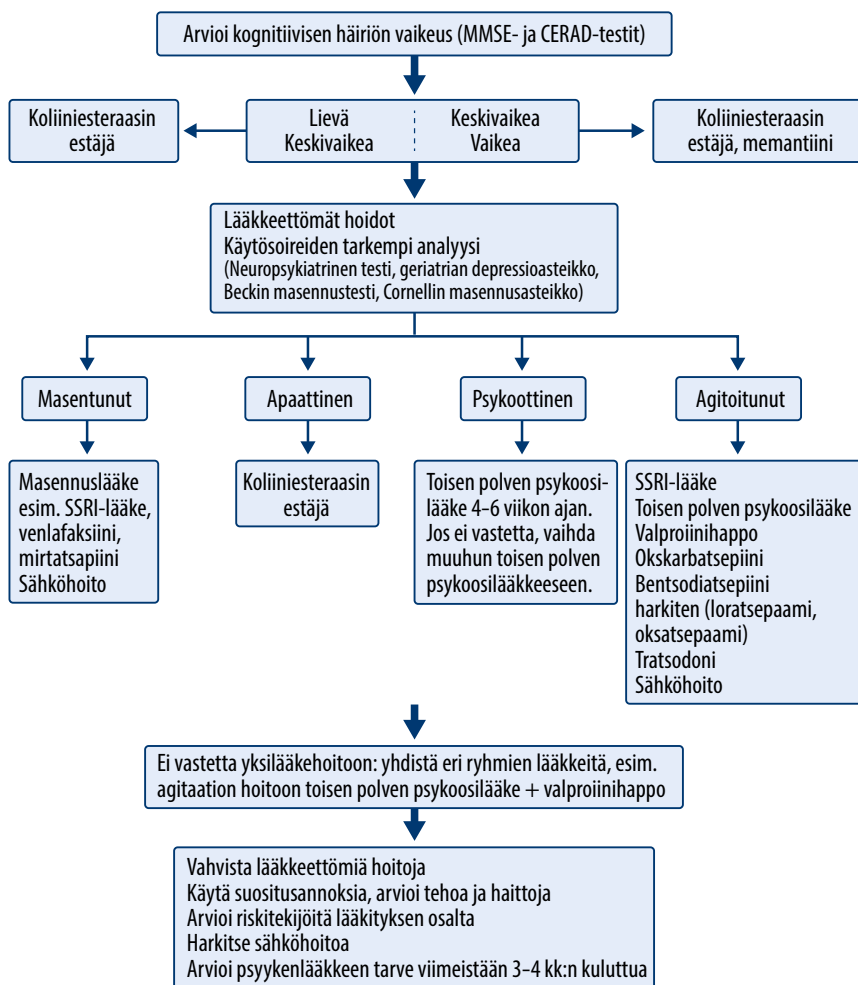 Arvioi kognitiivisen häiriön vaikeus (MMSE- ja CERAD-testit)
Koliiniesteraasin
estäjä
Lievä
Keskivaikea
Keskivaikea
Vaikea
Koliiniesteraasin
estäjä, memantiini
Lääkkeettömät hoidot
Käytösoireiden tarkempi analyysi
(Neuropsykiatrinen testi, geriatrian depressioasteikko,
Beckin masennustesti, Cornellin masennusasteikko)
Masentunut
Apaattinen
Psykoottinen
Agitoitunut
Masennuslääke
esim. SSRI-lääke,
venlafaksiini,
mirtatsapiini
Sähköhoito
Koliiniesteraasin
estäjä
Toisen polven psykoosi-
lääke 4–6 viikon ajan.
Jos ei vastetta, vaihda
muuhun toisen polven
psykoosilääkkeeseen.
SSRI-lääke
Toisen polven psykoosilääke
Valproiinihappo
Okskarbatsepiini
Bentsodiatsepiini
harkiten (loratsepaami,
oksatsepaami)
Tratsodoni
Sähköhoito
Ei vastetta yksilääkehoitoon: yhdistä eri ryhmien lääkkeitä, esim.
agitaation hoitoon toisen polven psykoosilääke + valproiinihappo
Vahvista lääkkeettömiä hoitoja
Käytä suositusannoksia, arvioi tehoa ja haittoja
Arvioi riskitekijöitä lääkityksen osalta
Harkitse sähköhoitoa
Arvioi psyykenlääkkeen tarve viimeistään 3–4 kk:n kuluttua